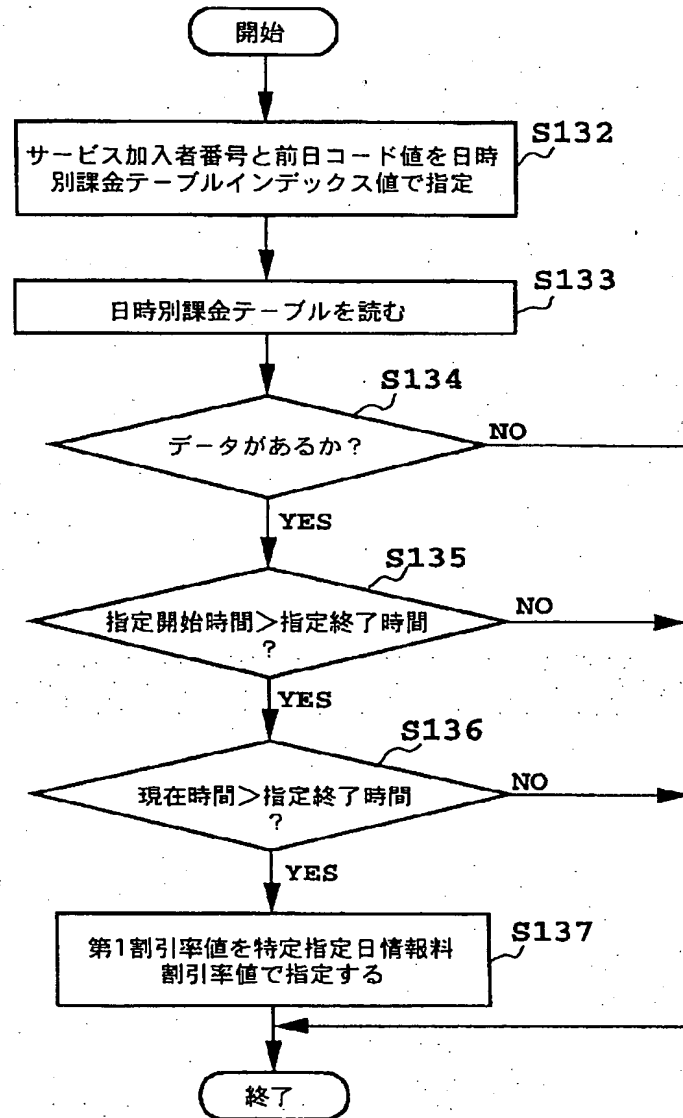 開始
S132
サービス加入者番号と前日コード値を日時
別課金テーブルインデックス値で指定
S133
日時別課金テーブルを読む
S134
データがあるか？
NO
YES
S135
指定開始時間＞指定終了時間
？
NO
YES
S136
現在時間＞指定終了時間
？
NO
YES
S137
第1割引率値を特定指定日情報料
割引率値で指定する
終了